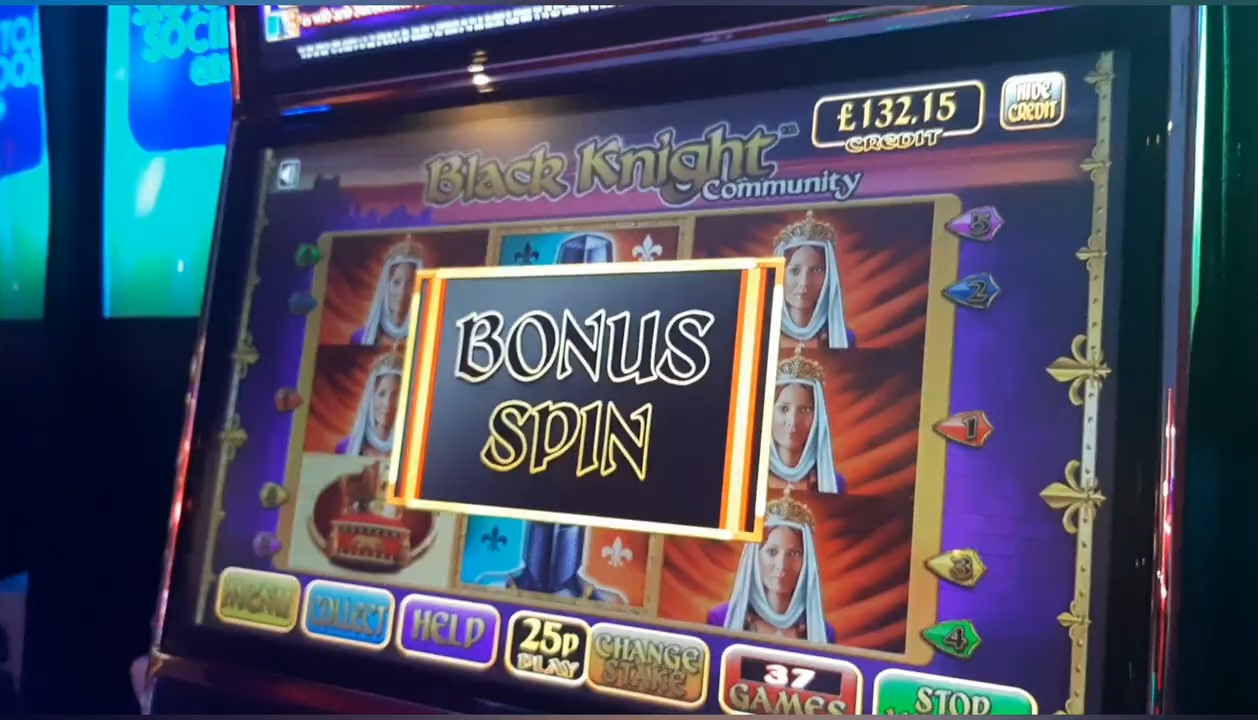 SOCI
£132.15
CREDIT
HIDE
CREDIT
Black Knight
Community
5
2
1
3
4
BONUS
SPIN
MENU
COLLECT
HELP
25p
PLAY
CHANGE
STAKE
37
GAMES
STOP